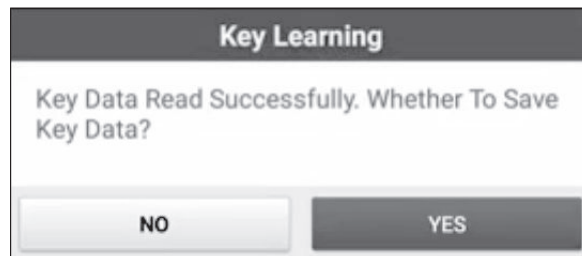 Key Learning
Key Data Read Successfully. Whether To Save
Key Data?
NO
YES